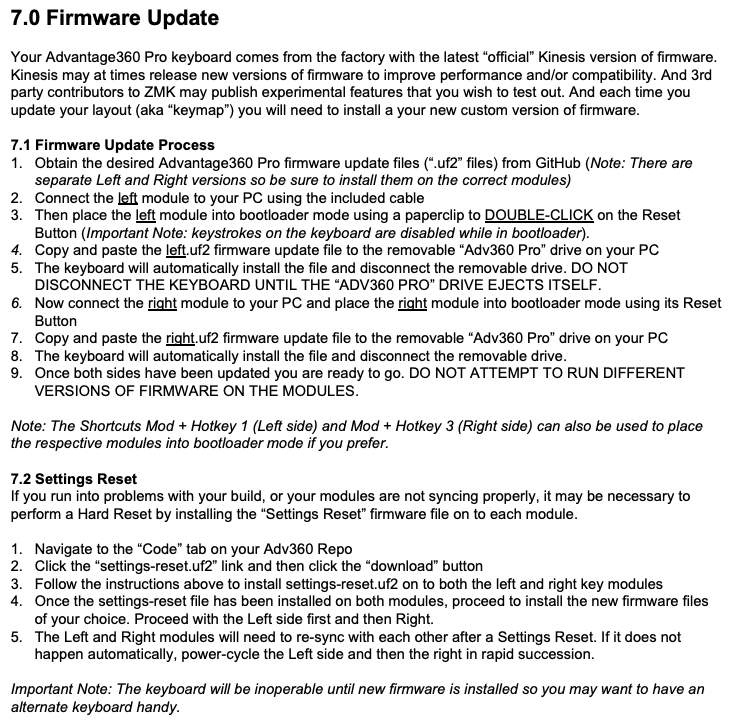 7.0 Firmware Update
Your Advantage360 Pro keyboard comes from the factory with the latest “official” Kinesis version of firmware.
Kinesis may at times release new versions of firmware to improve performance and/or compatibility. And 3rd
party contributors to ZMK may publish experimental features that you wish to test out. And each time you
update your layout (aka “keymap”) you will need to install a your new custom version of firmware.
7.1 Firmware Update Process
1. Obtain the desired Advantage360 Pro firmware update files (“.uf2” files) from GitHub (Note: There are
separate Left and Right versions so be sure to install them on the correct modules)
2. Connect the left module to your PC using the included cable
3. Then place the left module into bootloader mode using a paperclip to DOUBLE-CLICK on the Reset
Button (Important Note: keystrokes on the keyboard are disabled while in bootloader).
4. Copy and paste the left.uf2 firmware update file to the removable “Adv360 Pro” drive on your PC
5. The keyboard will automatically install the file and disconnect the removable drive. DO NOT
DISCONNECT THE KEYBOARD UNTIL THE “ADV360 PRO” DRIVE EJECTS ITSELF.
6. Now connect the right module to your PC and place the right module into bootloader mode using its Reset
Button
7. Copy and paste the right.uf2 firmware update file to the removable “Adv360 Pro” drive on your PC
8. The keyboard will automatically install the file and disconnect the removable drive.
9. Once both sides have been updated you are ready to go. DO NOT ATTEMPT TO RUN DIFFERENT
VERSIONS OF FIRMWARE ON THE MODULES.
Note: The Shortcuts Mod + Hotkey 1 (Left side) and Mod + Hotkey 3 (Right side) can also be used to place
the respective modules into bootloader mode if you prefer.
7.2 Settings Reset
If you run into problems with your build, or your modules are not syncing properly, it may be necessary to
perform a Hard Reset by installing the “Settings Reset” firmware file on to each module.
1. Navigate to the “Code” tab on your Adv360 Repo
2. Click the “settings-reset.uf2” link and then click the “download” button
3. Follow the instructions above to install settings-reset.uf2 on to both the left and right key modules
4. Once the settings-reset file has been installed on both modules, proceed to install the new firmware files
of your choice. Proceed with the Left side first and then Right.
5. The Left and Right modules will need to re-sync with each other after a Settings Reset. If it does not
happen automatically, power-cycle the Left side and then the right in rapid succession.
Important Note: The keyboard will be inoperable until new firmware is installed so you may want to have an
alternate keyboard handy.